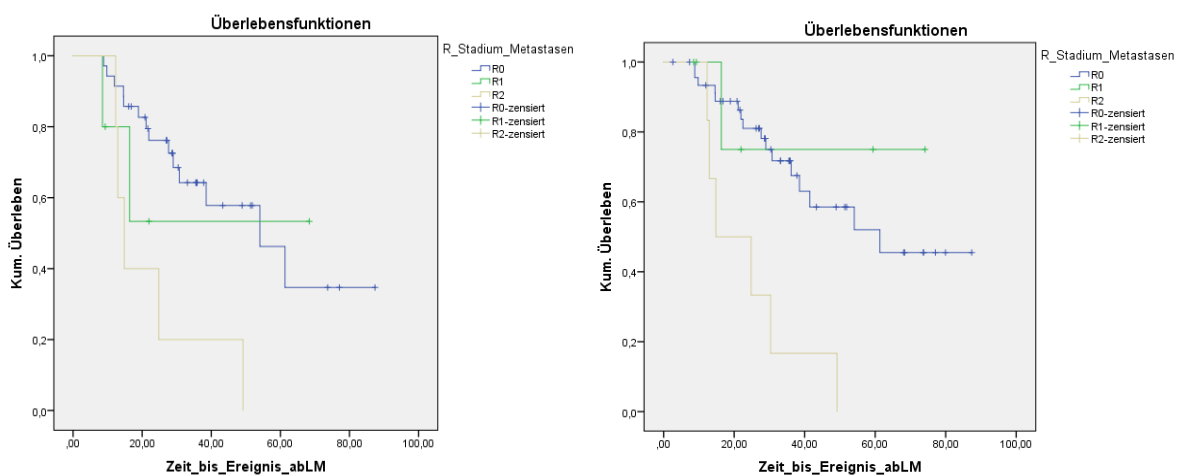 Überlebensfunktionen
R_Stadium_Metastasen
R0
R1
R2
R0-zensiert
R1-zensiert
R2-zensiert
Kum. Überleben
1,0
0,8
0,6
0,4
0,2
0,0
,00 20,00 40,00 60,00 80,00 100,00
Zeit_bis_Ereignis_abLM
Überlebensfunktionen
R_Stadium_Metastasen
R0
R1
R2
R0-zensiert
R1-zensiert
R2-zensiert
Kum. Überleben
1,0
0,8
0,6
0,4
0,2
0,0
,00 20,00 40,00 60,00 80,00 100,00
Zeit_bis_Ereignis_abLM